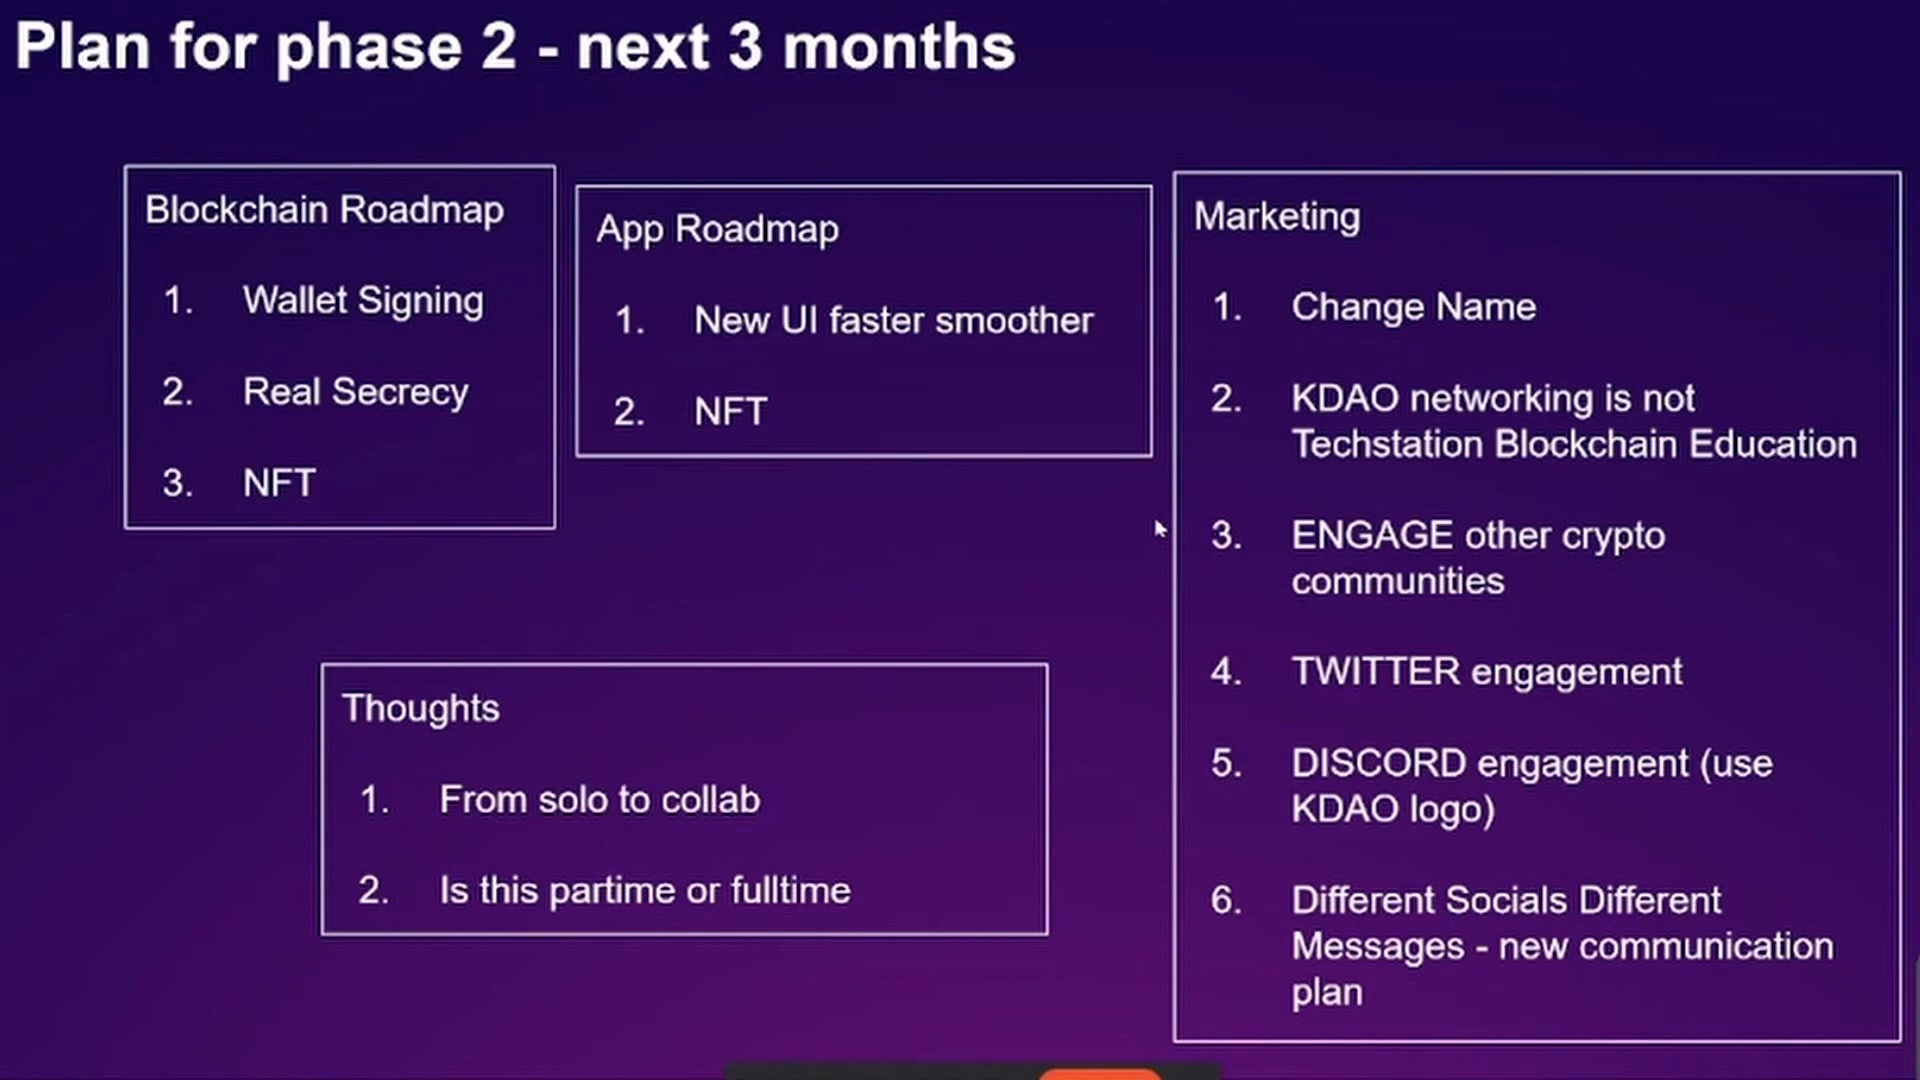 Plan for phase 2 - next 3 months
Blockchain Roadmap
1. Wallet Signing
2. Real Secrecy
3. NFT
App Roadmap
1. New UI faster smoother
2. NFT
Marketing
1. Change Name
2. KDAO networking is not
Techstation Blockchain Education
3. ENGAGE other crypto
communities
4. TWITTER engagement
5. DISCORD engagement (use
KDAO logo)
6. Different Socials Different
Messages - new communication
plan
Thoughts
1. From solo to collab
2. Is this partime or fulltime